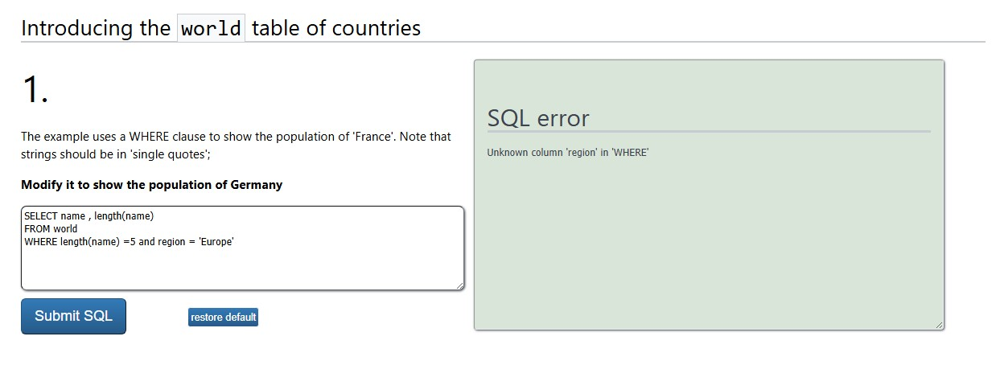 Introducing the world table of countries
1.
The example uses a WHERE clause to show the population of 'France'. Note that
strings should be in 'single quotes';
Modify it to show the population of Germany
SELECT name , length(name)
FROM world
WHERE length(name) =5 and region = 'Europe'
Submit SQL
restore default
SQL error
Unknown column 'region' in 'WHERE'